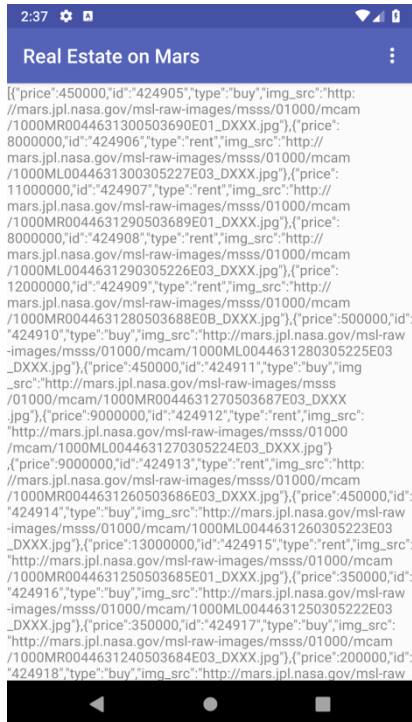 2:37
Real Estate on Mars
[{"price":450000,"id":"424905","type":"buy","img_src":"http:
//mars.jpl.nasa.gov/msl-raw-images/msss/01000/mcam
/1000MR0044631300503690E01_DXXX.jpg"},{"price":
8000000,"id":"424906","type":"rent","img_src":"http://
mars.jpl.nasa.gov/msl-raw-images/msss/01000/mcam
/1000ML0044631300305227E03_DXXX.jpg"},{"price":
11000000,"id":"424907","type":"rent","img_src":"http://
mars.jpl.nasa.gov/msl-raw-images/msss/01000/mcam
/1000MR0044631290503689E01_DXXX.jpg"},{"price":
8000000,"id":"424908","type":"rent","img_src":"http://
mars.jpl.nasa.gov/msl-raw-images/msss/01000/mcam
/1000ML0044631290305226E03_DXXX.jpg"},{"price":
12000000,"id":"424909","type":"rent","img_src":"http://
mars.jpl.nasa.gov/msl-raw-images/msss/01000/mcam
/1000MR0044631280503688E0B_DXXX.jpg"},{"price":500000,"id":
"424910","type":"buy","img_src":"http://mars.jpl.nasa.gov/msl-raw
-images/msss/01000/mcam/1000ML0044631280305225E03
_DXXX.jpg"},{"price":450000,"id":"424911","type":"buy","img
_src":"http://mars.jpl.nasa.gov/msl-raw-images/msss
/01000/mcam/1000MR0044631270503687E03_DXXX
.jpg"},{"price":9000000,"id":"424912","type":"rent","img_src":
"http://mars.jpl.nasa.gov/msl-raw-images/msss/01000
/mcam/1000ML0044631270305224E03_DXXX.jpg"}
,{"price":9000000,"id":"424913","type":"rent","img_src":"http:
//mars.jpl.nasa.gov/msl-raw-images/msss/01000/mcam
/1000MR0044631260503686E03_DXXX.jpg"},{"price":450000,"id":
"424914","type":"buy","img_src":"http://mars.jpl.nasa.gov/msl-raw
-images/msss/01000/mcam/1000ML0044631260305223E03
_DXXX.jpg"},{"price":13000000,"id":"424915","type":"rent","img_src":
"http://mars.jpl.nasa.gov/msl-raw-images/msss/01000/mcam
/1000MR0044631250503685E01_DXXX.jpg"},{"price":350000,"id":
"424916","type":"buy","img_src":"http://mars.jpl.nasa.gov/msl-raw
-images/msss/01000/mcam/1000ML0044631250305222E03
_DXXX.jpg"},{"price":350000,"id":"424917","type":"buy","img_src":
"http://mars.jpl.nasa.gov/msl-raw-images/msss/01000/mcam
/1000MR0044631240503684E03_DXXX.jpg"},{"price":200000,"id":
"424918","type":"buy","img_src":"http://mars.jpl.nasa.gov/msl-raw